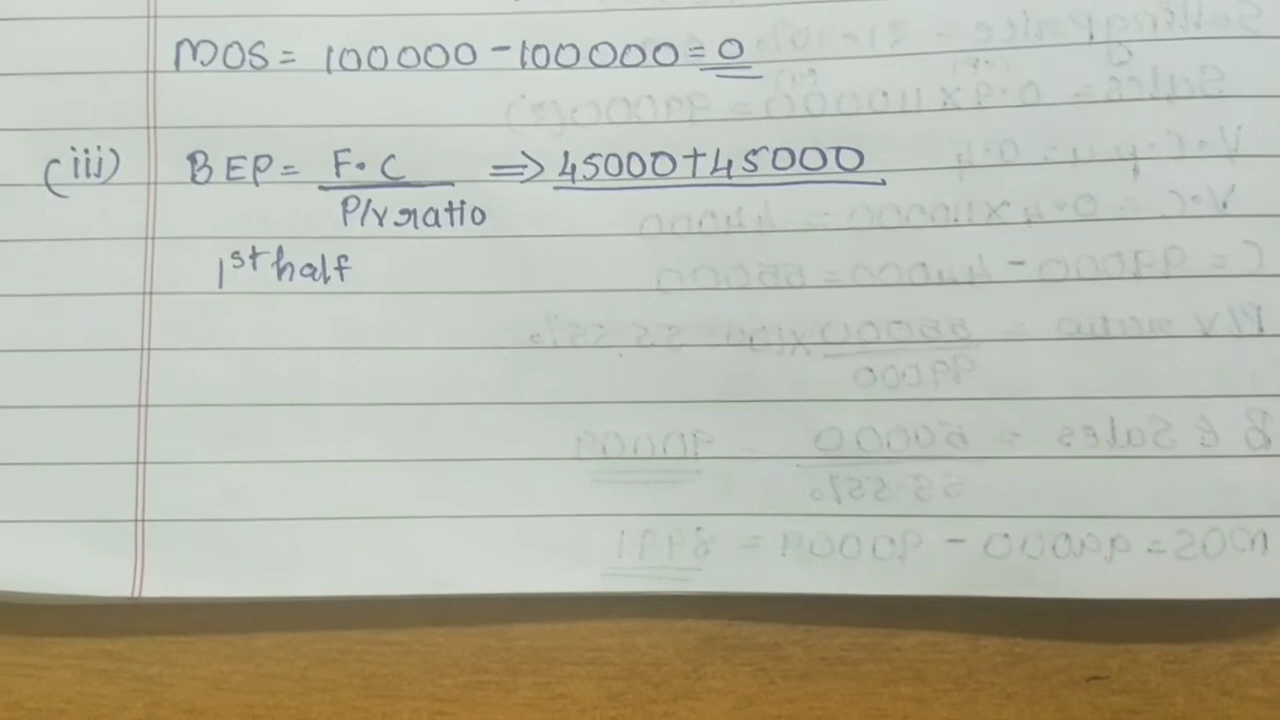 MOS = 100000 - 100000 = 0
(iii) BEP = F.C ⇒ 45000+45000
P/V ratio
1st half